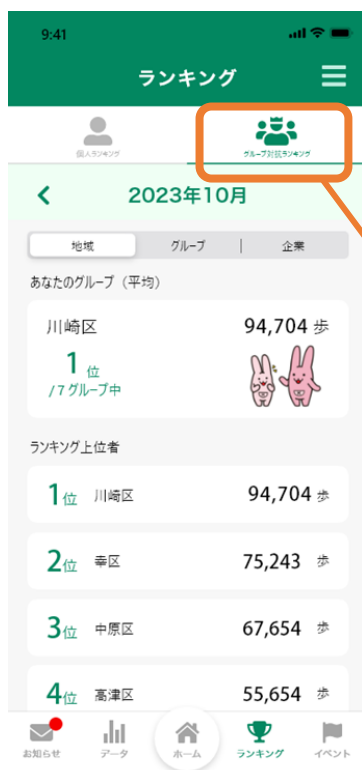 9:41
ランキング
個人ランキング
グループ対抗ランキング
2023年10月
地域 グループ | 企業
あなたのグループ（平均）
川崎区 94,704 歩
1 位
/7グループ中
ランキング上位者
1位 川崎区 94,704 歩
2位 幸区 75,243 歩
3位 中原区 67,654 歩
4位 高津区 55,654 歩
お知らせ データ ホーム ランキング イベント